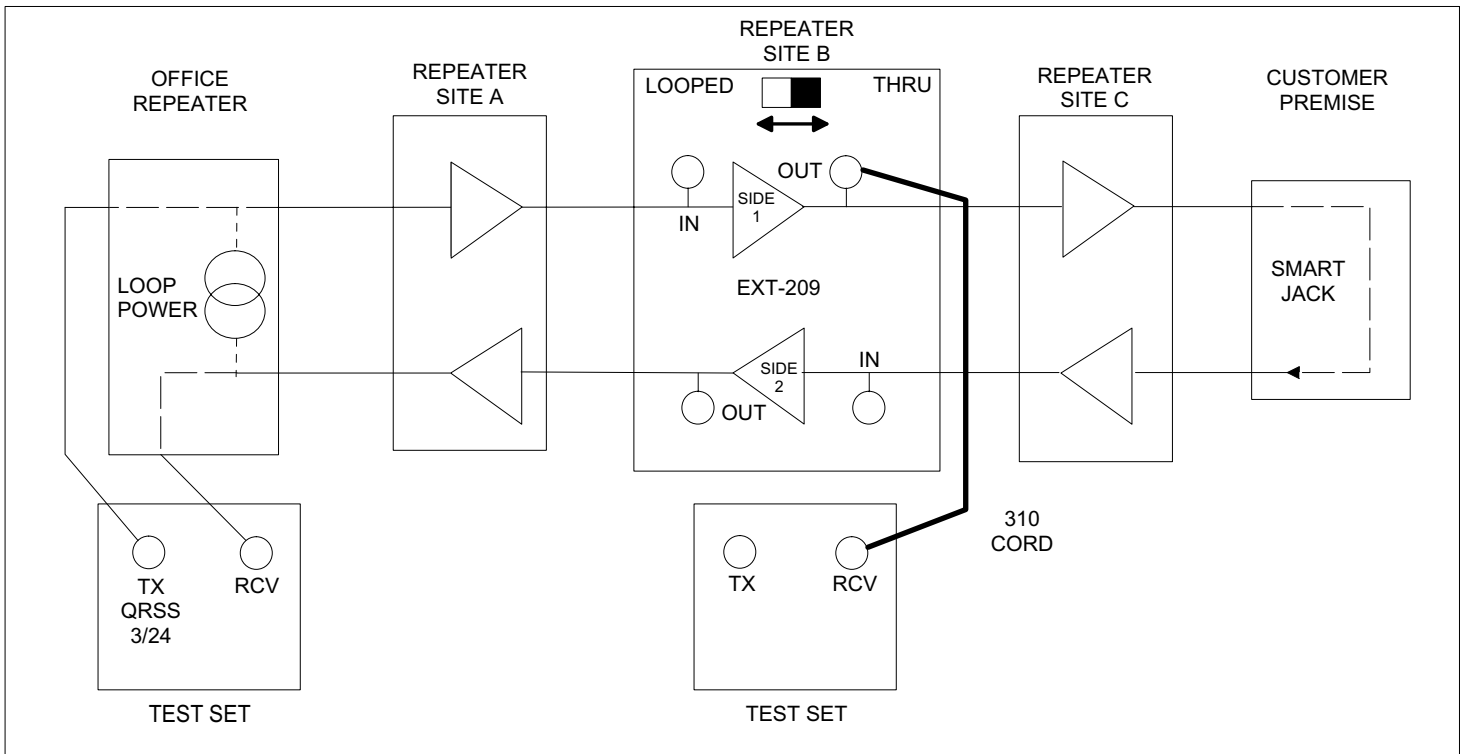 REPEATER
SITE B
OFFICE
REPEATER
REPEATER
SITE A
LOOPED
THRU
REPEATER
SITE C
CUSTOMER
PREMISE
OUT
SIDE
1
IN
LOOP
POWER
EXT-209
SMART
JACK
SIDE
2
IN
OUT
310
CORD
TX
QRSS
3/24
RCV
TX
RCV
TEST SET
TEST SET